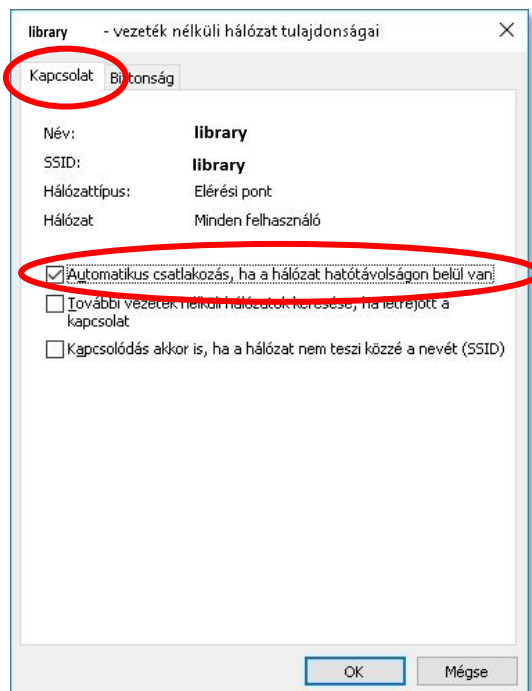 library - vezeték nélküli hálózat tulajdonságai
Kapcsolat Biztonság
Név: library
SSID: library
Hálózattípus: Elérési pont
Hálózat Minden felhasználó
Automatikus csatlakozás, ha a hálózat hatótávolságon belül van
További vezeték nélküli hálózatok keresése, ha létrejött a
kapcsolat
Kapcsolódás akkor is, ha a hálózat nem teszi közzé a nevét (SSID)
OK Mégse